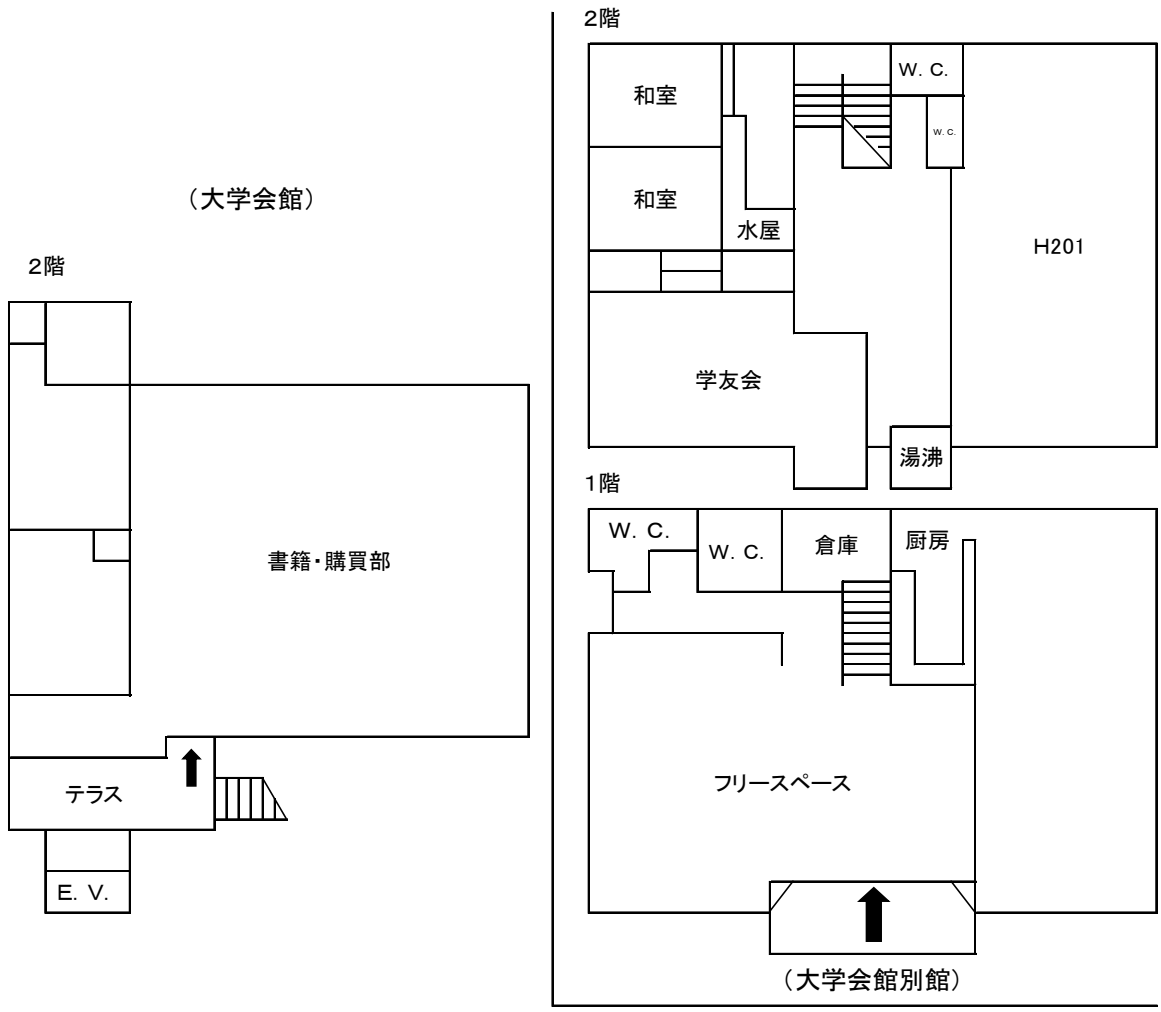 (大学会館)
2階
書籍・購買部
テラス
E. V.
2階
和室
W. C.
W. C.
和室
水屋
H201
学友会
湯沸
1階
W. C.
W. C.
倉庫
厨房
フリースペース
(大学会館別館)